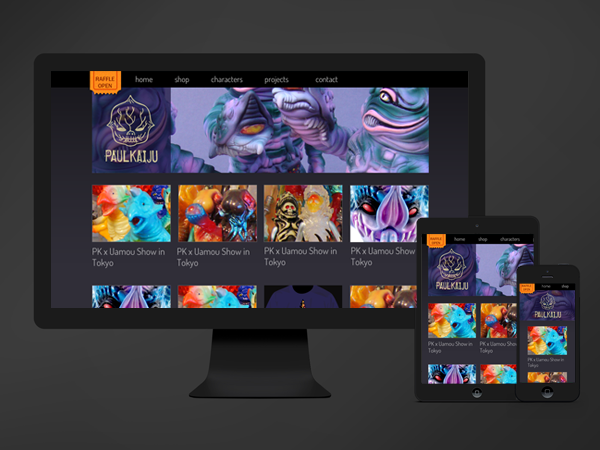 RAFFLE
OPEN
home
shop
characters
projects
contact
PAULKAIJU
PK x Uamou Show in
Tokyo
PK x Uamou Show in
Tokyo
PK x Uamou Show in
Tokyo
PK x Uamou Show in
Tokyo
RAFFLE
OPEN
home
shop
characters
PAULKAIJU
PK x Uamou Show in
Tokyo
PK x Uamou Show in
Tokyo
RAFFLE
OPEN
home
shop
PAULKAIJU
PK x Uamou Show in
Tokyo